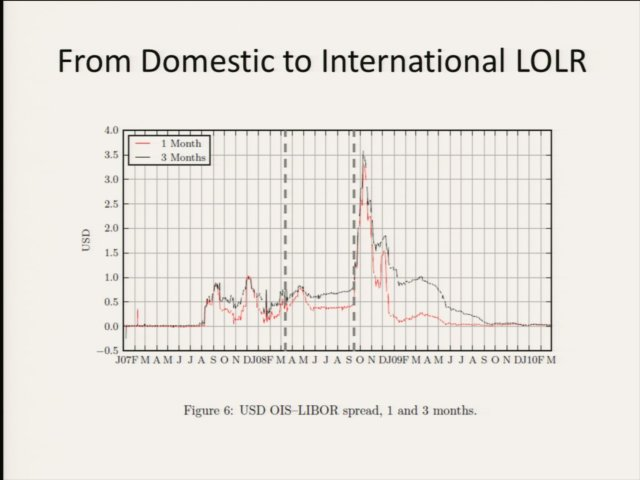 From Domestic to International LOLR
4.0
3.5
3.0
2.5
2.0
1.5
1.0
0.5
0.0
−0.5
USD
1 Month
3 Months
J07F M A M J J A S O N DJ08F M A M J J A S O N DJ09F M A M J J A S O N DJ10F M
Figure 6: USD OIS–LIBOR spread, 1 and 3 months.